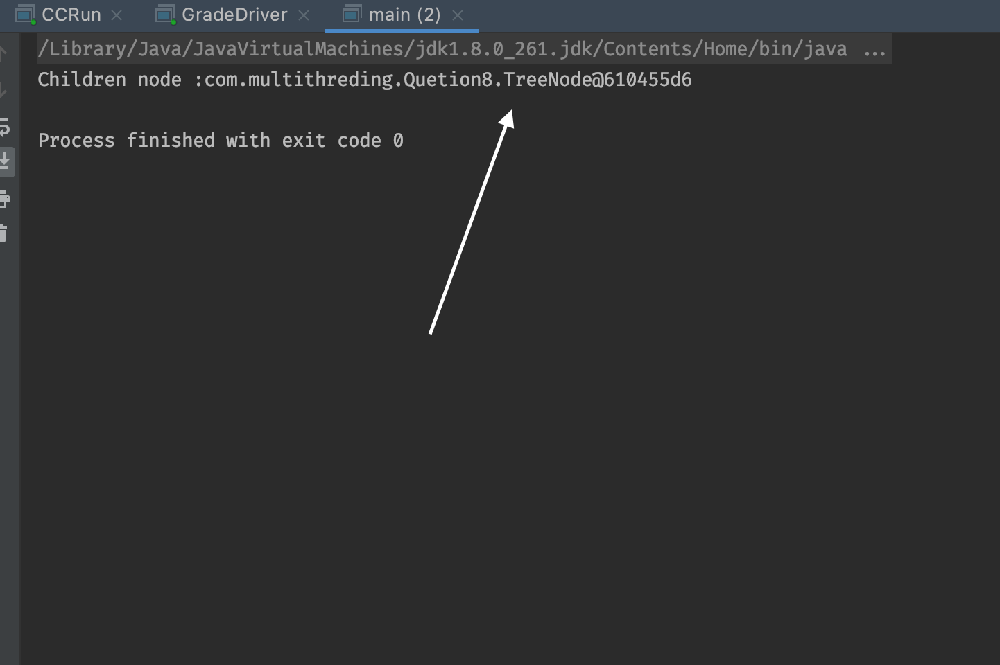 CCRun GradeDriver main (2)
/Library/Java/JavaVirtualMachines/jdk1.8.0_261.jdk/Contents/Home/bin/java ...
Children node :com.multithreding.Quetion8.TreeNode@610455d6
Process finished with exit code 0